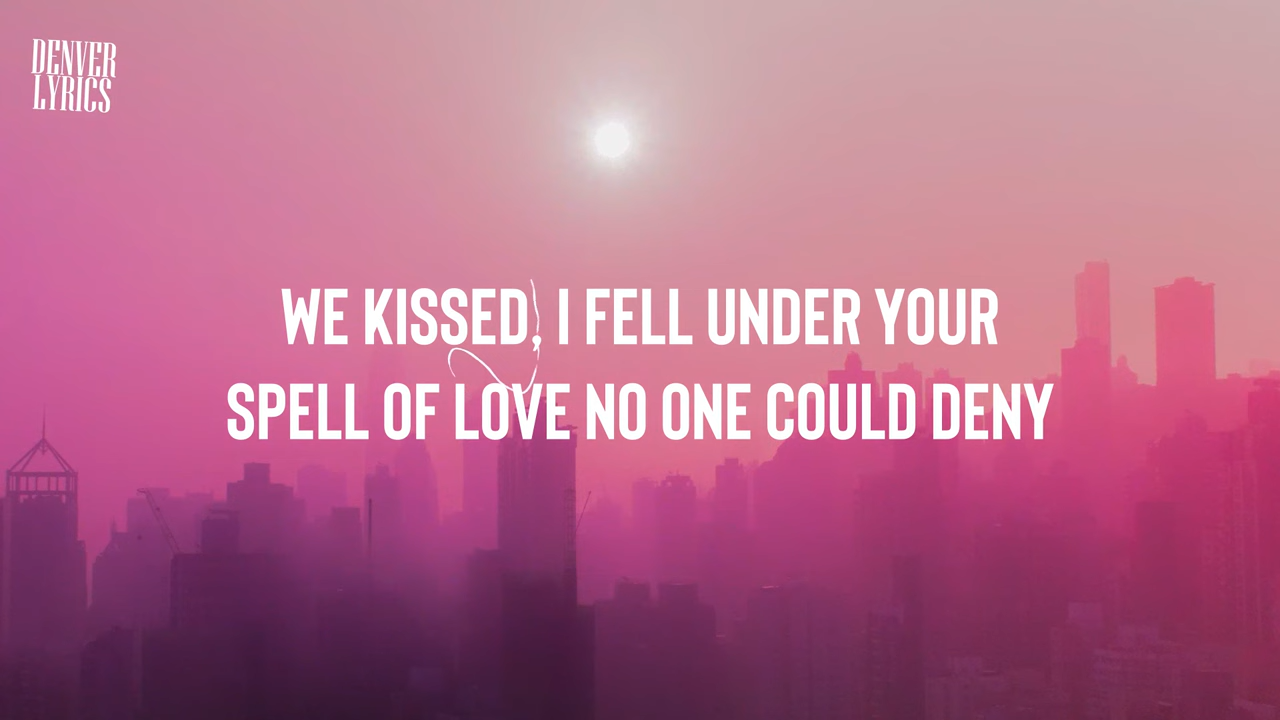 DENVER
LYRICS
WE KISSED, I FELL UNDER YOUR
SPELL OF LOVE NO ONE COULD DENY